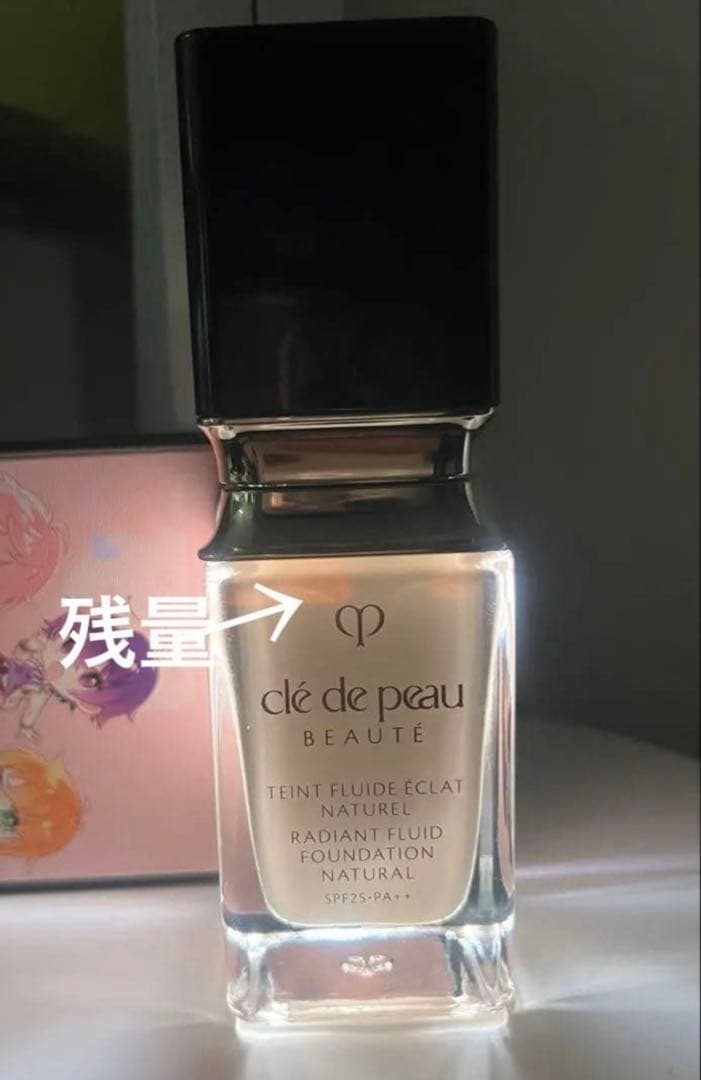 残量
clé de peau
BEAUTÉ
TEINT FLUIDE ÉCLAT
NATUREL
RADIANT FLUID
FOUNDATION
NATURAL
SPF25・PA++